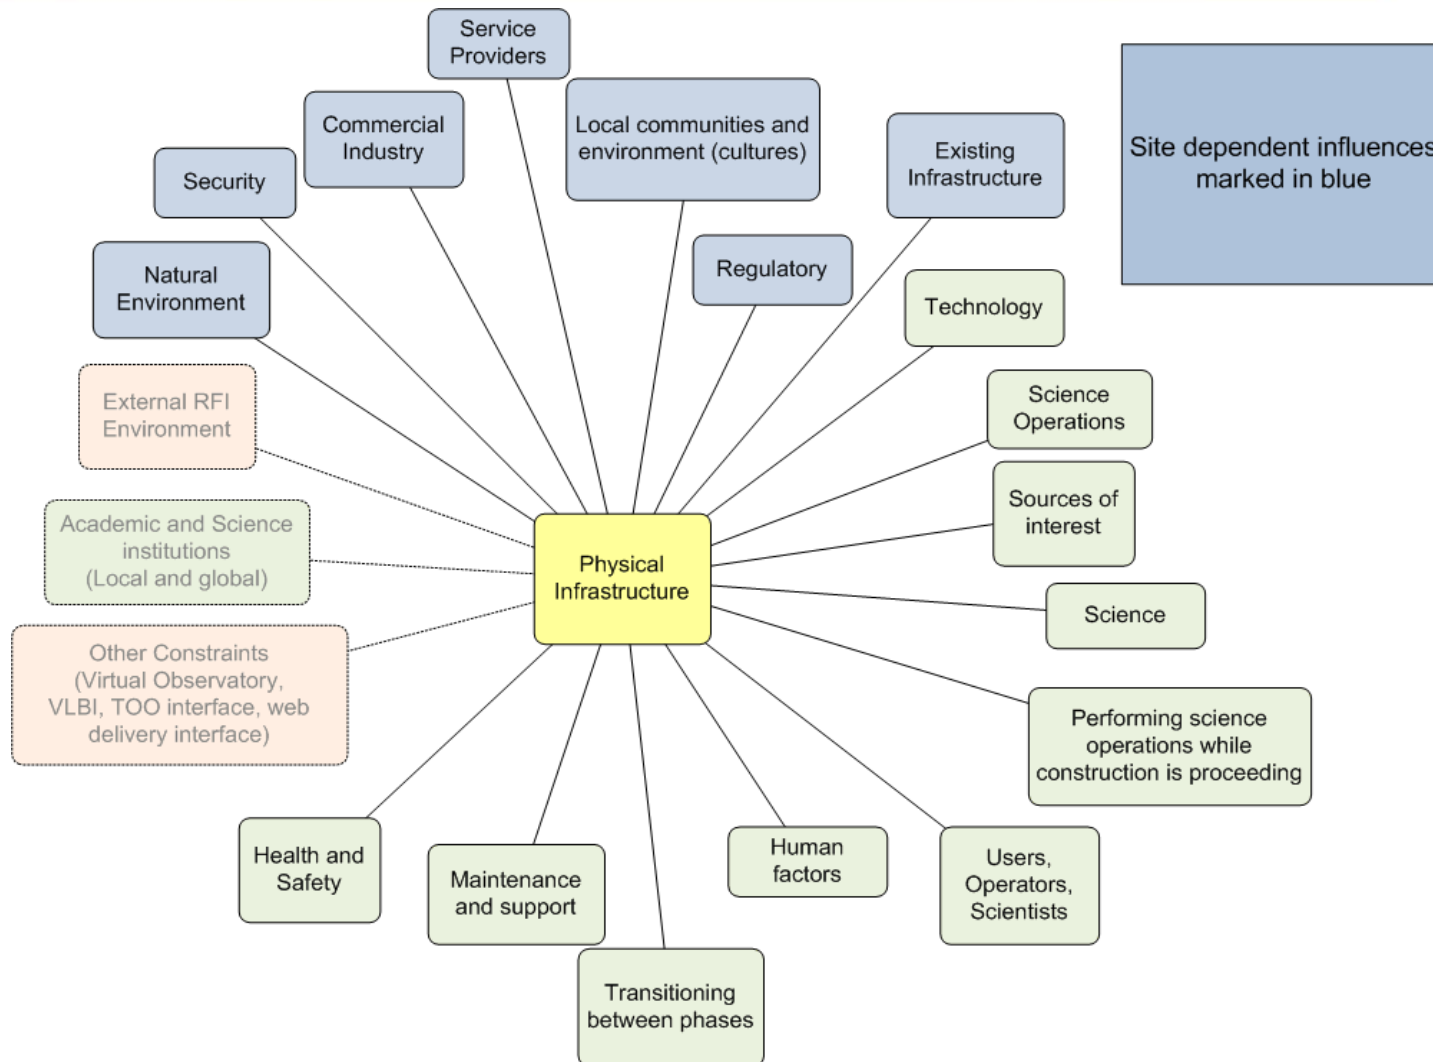 Service
Providers
Commercial
Industry
Local communities and
environment (cultures)
Existing
Infrastructure
Site dependent influences
marked in blue
Security
Natural
Environment
Regulatory
Technology
External RFI
Environment
Science
Operations
Academic and Science
institutions
(Local and global)
Sources of
interest
Physical
Infrastructure
Science
Other Constraints
(Virtual Observatory,
VLBI, TOO interface, web
delivery interface)
Performing science
operations while
construction is proceeding
Health and
Safety
Maintenance
and support
Human
factors
Users,
Operators,
Scientists
Transitioning
between phases